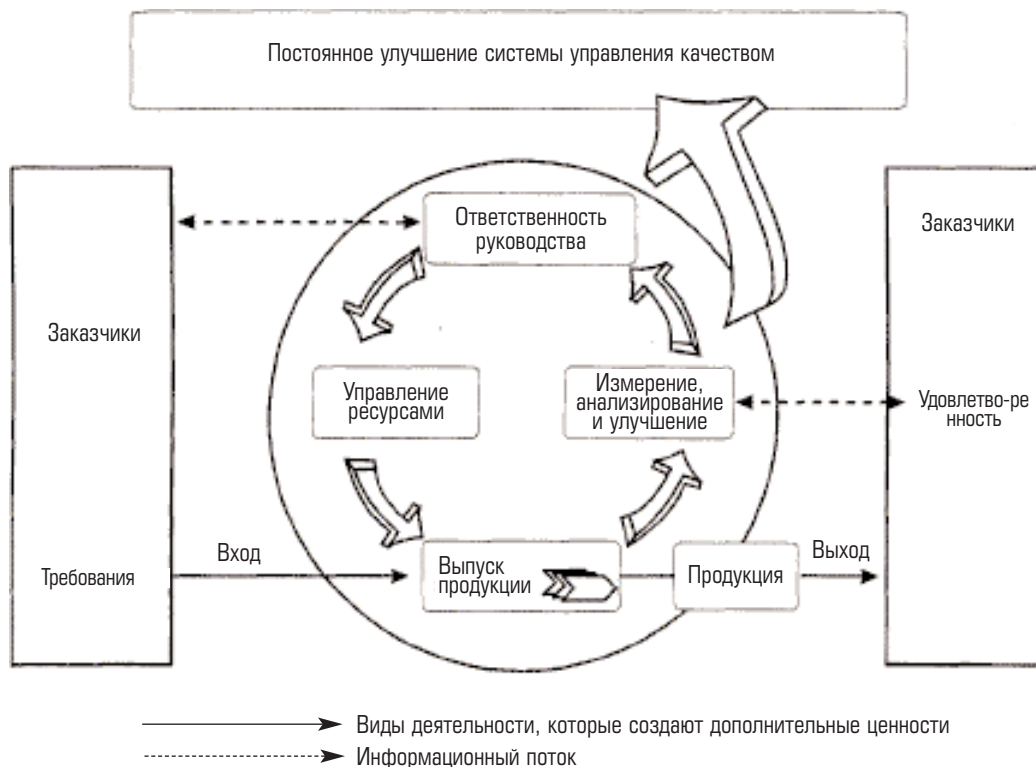 Постоянное улучшение системы управления качеством
Заказчики
Требования
Ответственность
руководства
Управление
ресурсами
Измерение,
анализирование
и улучшение
Вход
Выпуск
продукции
Продукция
Выход
Заказчики
Удовлетво-ре
нность
Виды деятельности, которые создают дополнительные ценности
Информационный поток